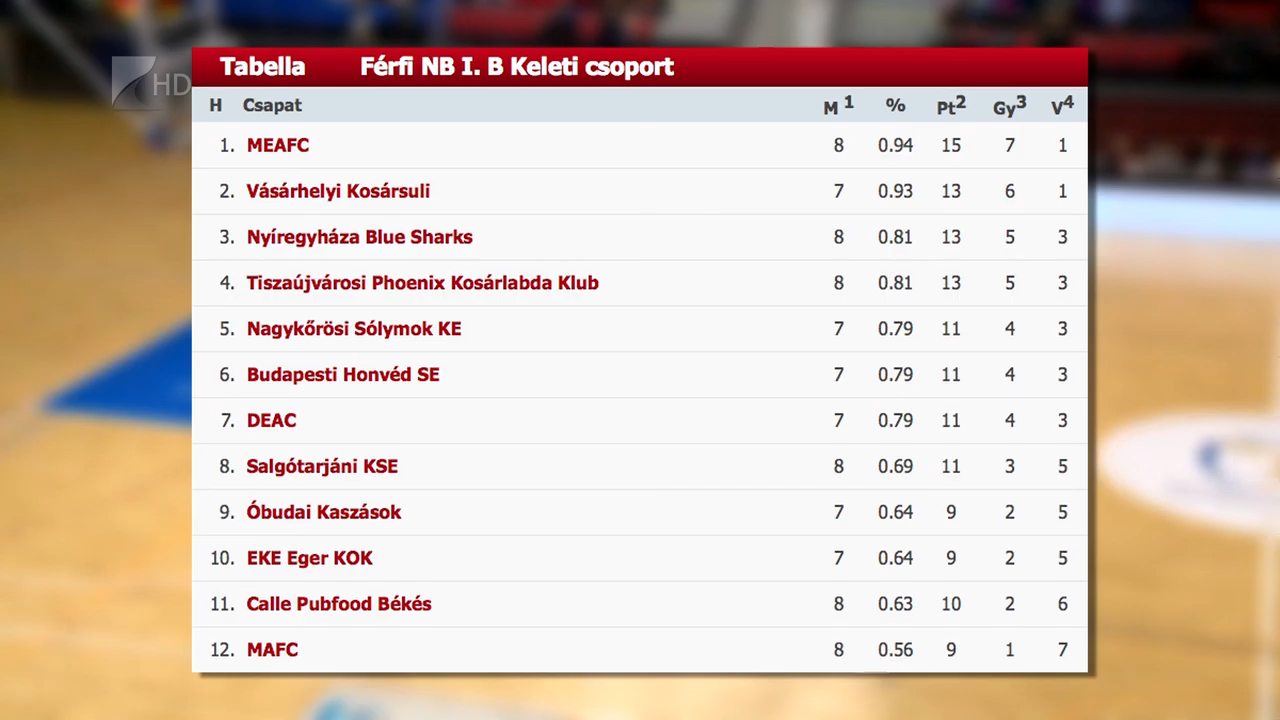 HD
Tabella Férfi NB I. B Keleti csoport
H Csapat M 1 % Pt2 Gy3 V4
1. MEAFC 8 0.94 15 7 1
2. Vásárhelyi Kosársuli 7 0.93 13 6 1
3. Nyíregyháza Blue Sharks 8 0.81 13 5 3
4. Tiszaújvárosi Phoenix Kosárlabda Klub 8 0.81 13 5 3
5. Nagykőrösi Sólymok KE 7 0.79 11 4 3
6. Budapesti Honvéd SE 7 0.79 11 4 3
7. DEAC 7 0.79 11 4 3
8. Salgótarjáni KSE 8 0.69 11 3 5
9. Óbudai Kaszások 7 0.64 9 2 5
10. EKE Eger KOK 7 0.64 9 2 5
11. Calle Pubfood Békés 8 0.63 10 2 6
12. MAFC 8 0.56 9 1 7